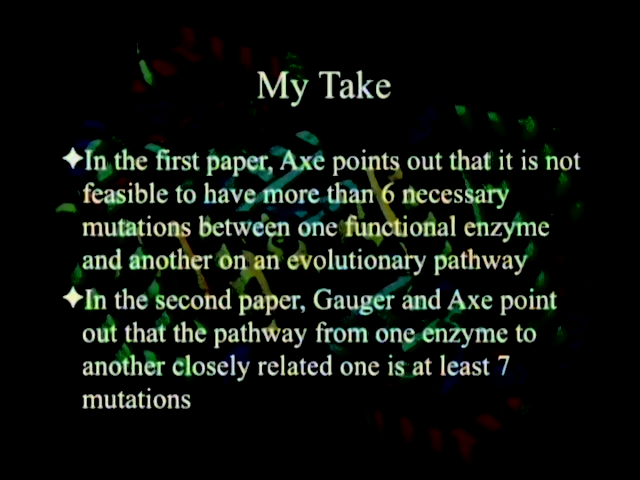 My Take
✦In the first paper, Axe points out that it is not
feasible to have more than 6 necessary
mutations between one functional enzyme
and another on an evolutionary pathway
✦In the second paper, Gauger and Axe point
out that the pathway from one enzyme to
another closely related one is at least 7
mutations